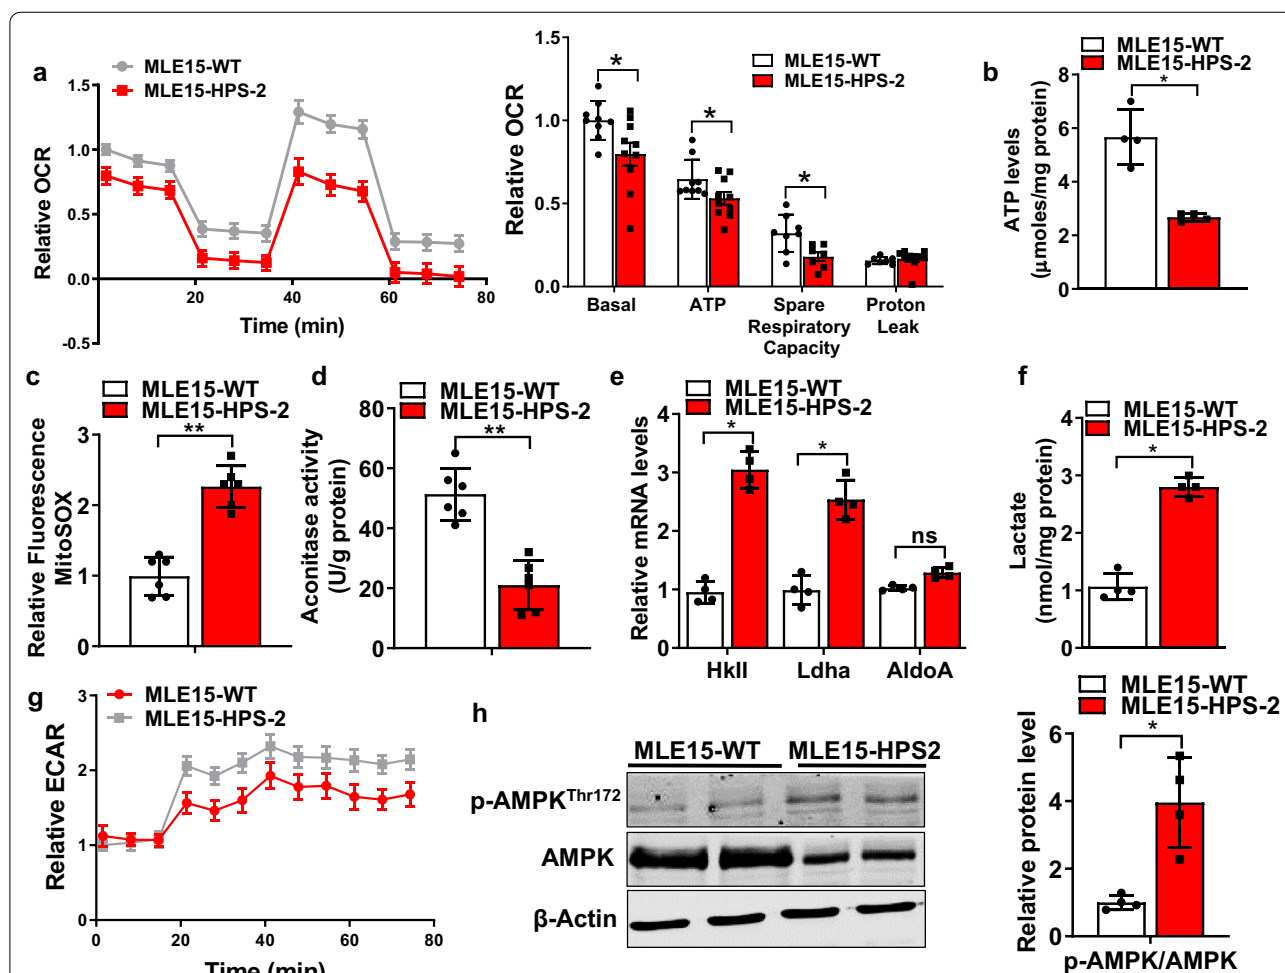 a
MLE15-WT
MLE15-HPS-2
Relative OCR
1.5
1.0
0.5
0.0
-0.5
20
40
60
80
Time (min)
Relative OCR
1.5
1.0
0.5
0.0
MLE15-WT
MLE15-HPS-2
*
*
*
Basal
ATP
Spare
Respiratory
Capacity
Proton
Leak
b
MLE15-WT
MLE15-HPS-2
ATP levels
(µmoles/mg protein)
8
6
4
2
0
*
c
MLE15-WT
MLE15-HPS-2
Relative Fluorescence
MitoSOX
3
2
1
0
**
d
MLE15-WT
MLE15-HPS-2
Aconitase activity
(U/g protein)
80
60
40
20
0
**
e
MLE15-WT
MLE15-HPS-2
Relative mRNA levels
4
3
2
1
0
*
*
ns
HkII
Ldha
AldoA
f
MLE15-WT
MLE15-HPS-2
Lactate
(nmol/mg protein)
4
3
2
1
0
*
g
MLE15-WT
MLE15-HPS-2
Relative ECAR
3
2
1
0
0
20
40
60
80
Time (min)
h
MLE15-WT
MLE15-HPS2
p-AMPKThr172
AMPK
β-Actin
MLE15-WT
MLE15-HPS-2
Relative protein level
6
4
2
0
*
p-AMPK/AMPK